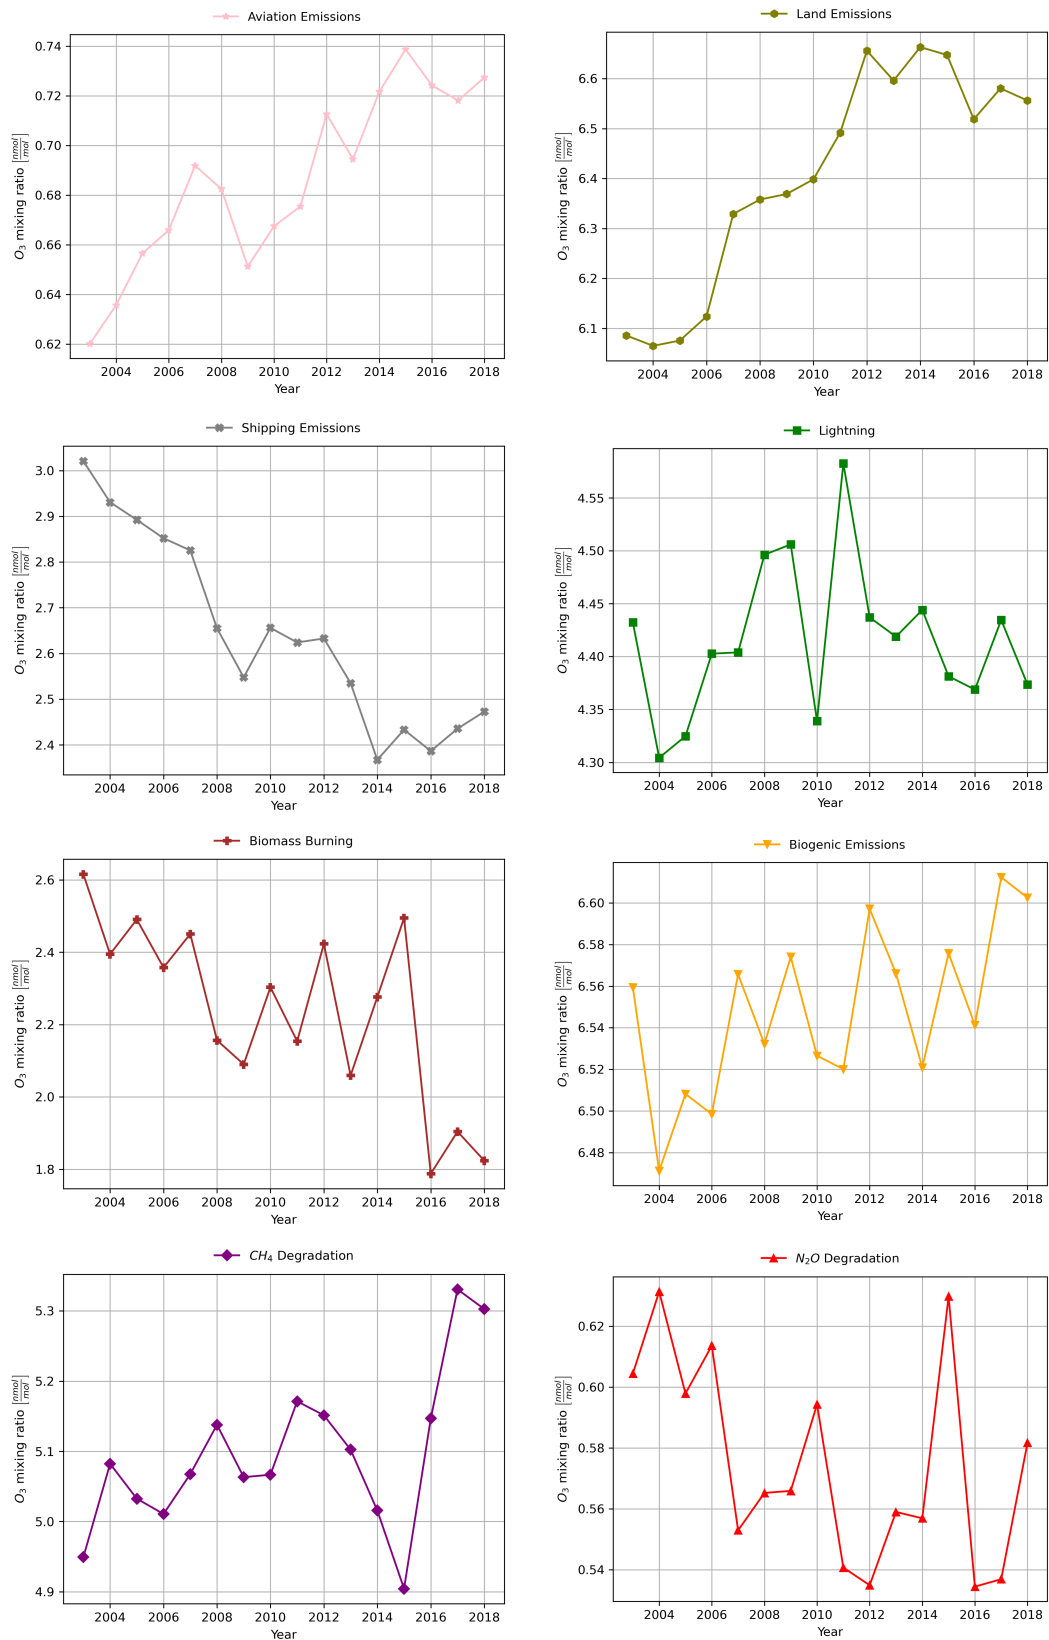 Aviation Emissions
O3 mixing ratio [nmol/mol]
0.74
0.72
0.70
0.68
0.66
0.64
0.62
2004 2006 2008 2010 2012 2014 2016 2018
Year
Land Emissions
O3 mixing ratio [nmol/mol]
6.6
6.5
6.4
6.3
6.2
6.1
2004 2006 2008 2010 2012 2014 2016 2018
Year
Shipping Emissions
O3 mixing ratio [nmol/mol]
3.0
2.9
2.8
2.7
2.6
2.5
2.4
2004 2006 2008 2010 2012 2014 2016 2018
Year
Lightning
O3 mixing ratio [nmol/mol]
4.55
4.50
4.45
4.40
4.35
4.30
2004 2006 2008 2010 2012 2014 2016 2018
Year
Biomass Burning
O3 mixing ratio [nmol/mol]
2.6
2.4
2.2
2.0
1.8
2004 2006 2008 2010 2012 2014 2016 2018
Year
Biogenic Emissions
O3 mixing ratio [nmol/mol]
6.60
6.58
6.56
6.54
6.52
6.50
6.48
2004 2006 2008 2010 2012 2014 2016 2018
Year
CH4 Degradation
O3 mixing ratio [nmol/mol]
5.3
5.2
5.1
5.0
4.9
2004 2006 2008 2010 2012 2014 2016 2018
Year
N2O Degradation
O3 mixing ratio [nmol/mol]
0.62
0.60
0.58
0.56
0.54
2004 2006 2008 2010 2012 2014 2016 2018
Year